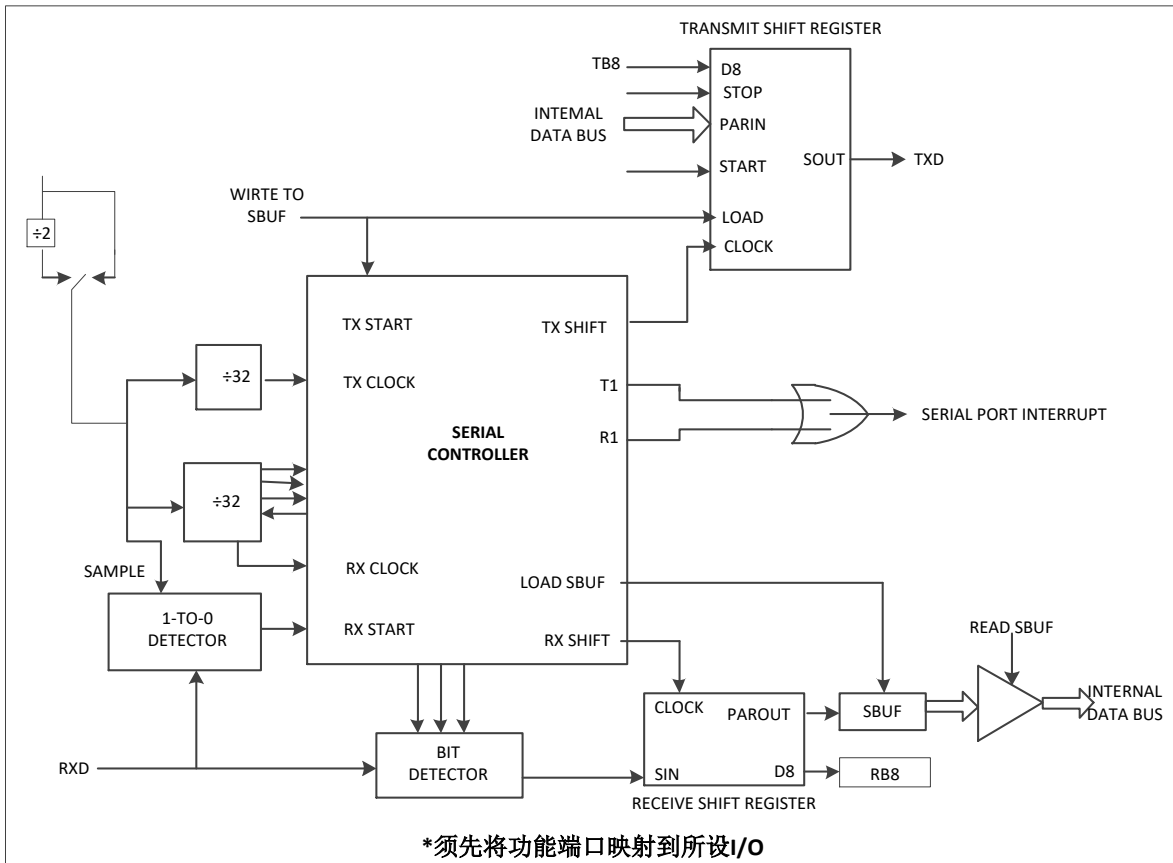 TRANSMIT SHIFT REGISTER
TB8
D8
STOP
INTEMAL
DATA BUS
PARIN
START
SOUT
TXD
WIRTE TO
SBUF
LOAD
CLOCK
÷2
TX START
TX SHIFT
÷32
TX CLOCK
T1
SERIAL PORT INTERRUPT
R1
SERIAL
CONTROLLER
÷32
RX CLOCK
SAMPLE
LOAD SBUF
1-TO-0
DETECTOR
RX START
RX SHIFT
READ SBUF
CLOCK
PAROUT
SBUF
INTERNAL
DATA BUS
RXD
BIT
DETECTOR
SIN
D8
RB8
RECEIVE SHIFT REGISTER
*须先将功能端口映射到所设I/O